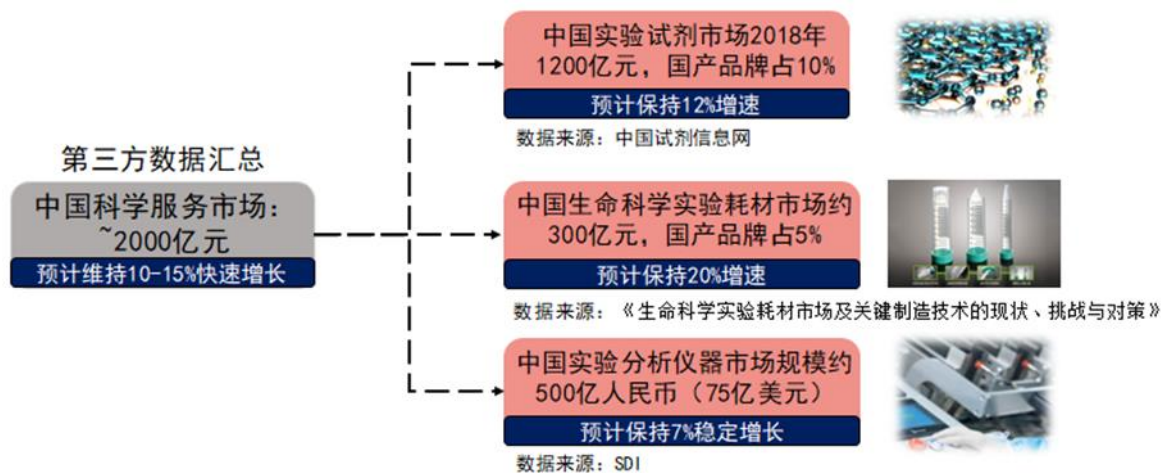 第三方数据汇总
中国科学服务市场：
~2000亿元
预计维持10-15%快速增长
中国实验试剂市场2018年
1200亿元，国产品牌占10%
预计保持12%增速
数据来源：中国试剂信息网
中国生命科学实验耗材市场约
300亿元，国产品牌占5%
预计保持20%增速
数据来源：《生命科学实验耗材市场及关键制造技术的现状、挑战与对策》
中国实验分析仪器市场规模约
500亿人民币（75亿美元）
预计保持7%稳定增长
数据来源：SDI